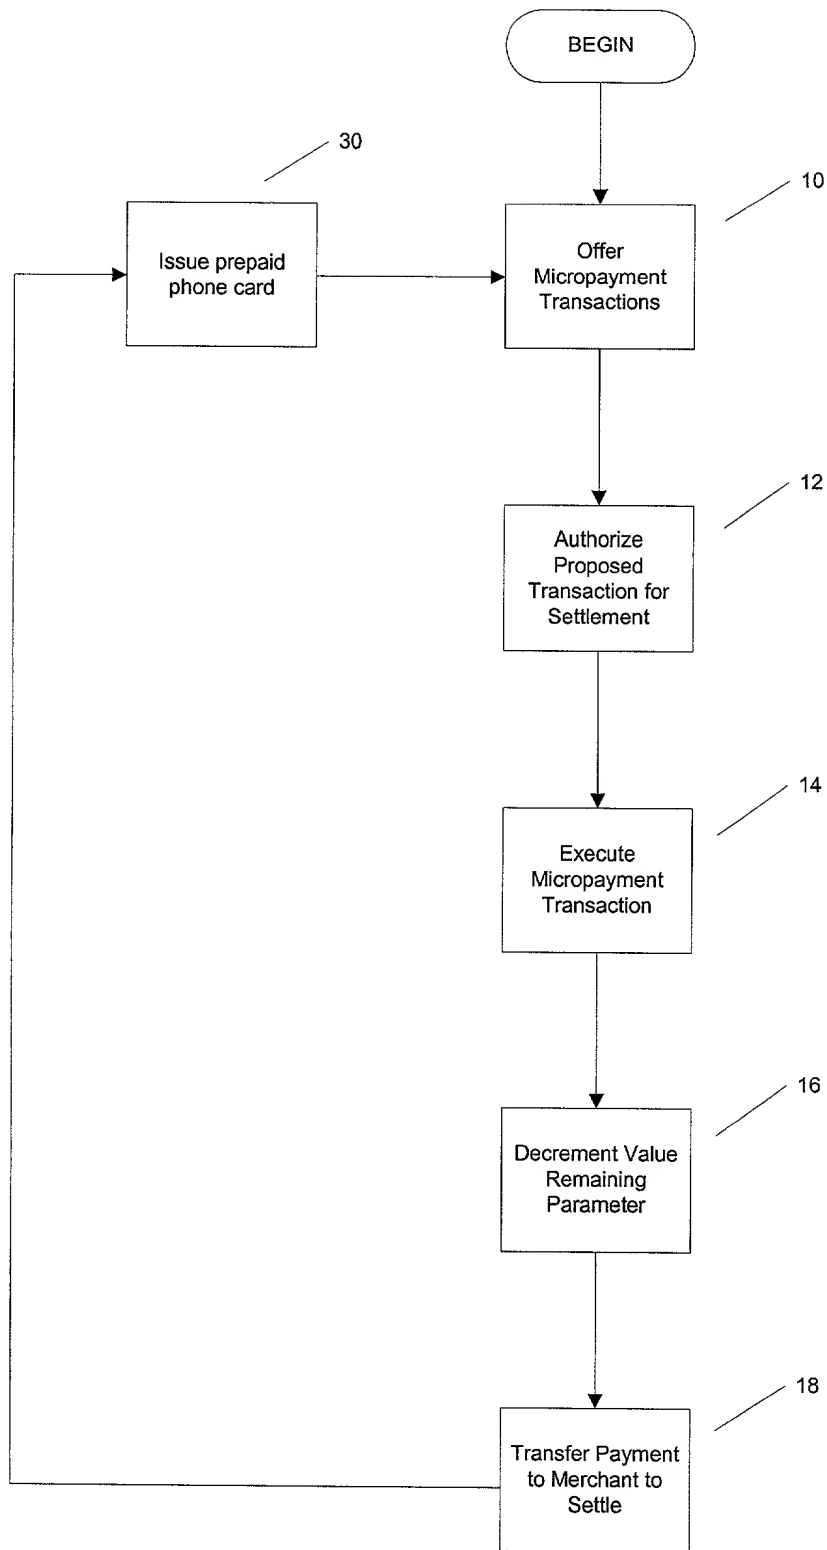 BEGIN
30
10
Issue prepaid
phone card
Offer
Micropayment
Transactions
12
Authorize
Proposed
Transaction for
Settlement
14
Execute
Micropayment
Transaction
16
Decrement Value
Remaining
Parameter
18
Transfer Payment
to Merchant to
Settle